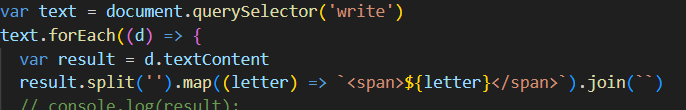 var text = document.querySelector('write')
text.forEach((d) => {
var result = d.textContent
result.split('').map((letter) => `<span>${letter}</span>`).join(``)
// console.log(result);